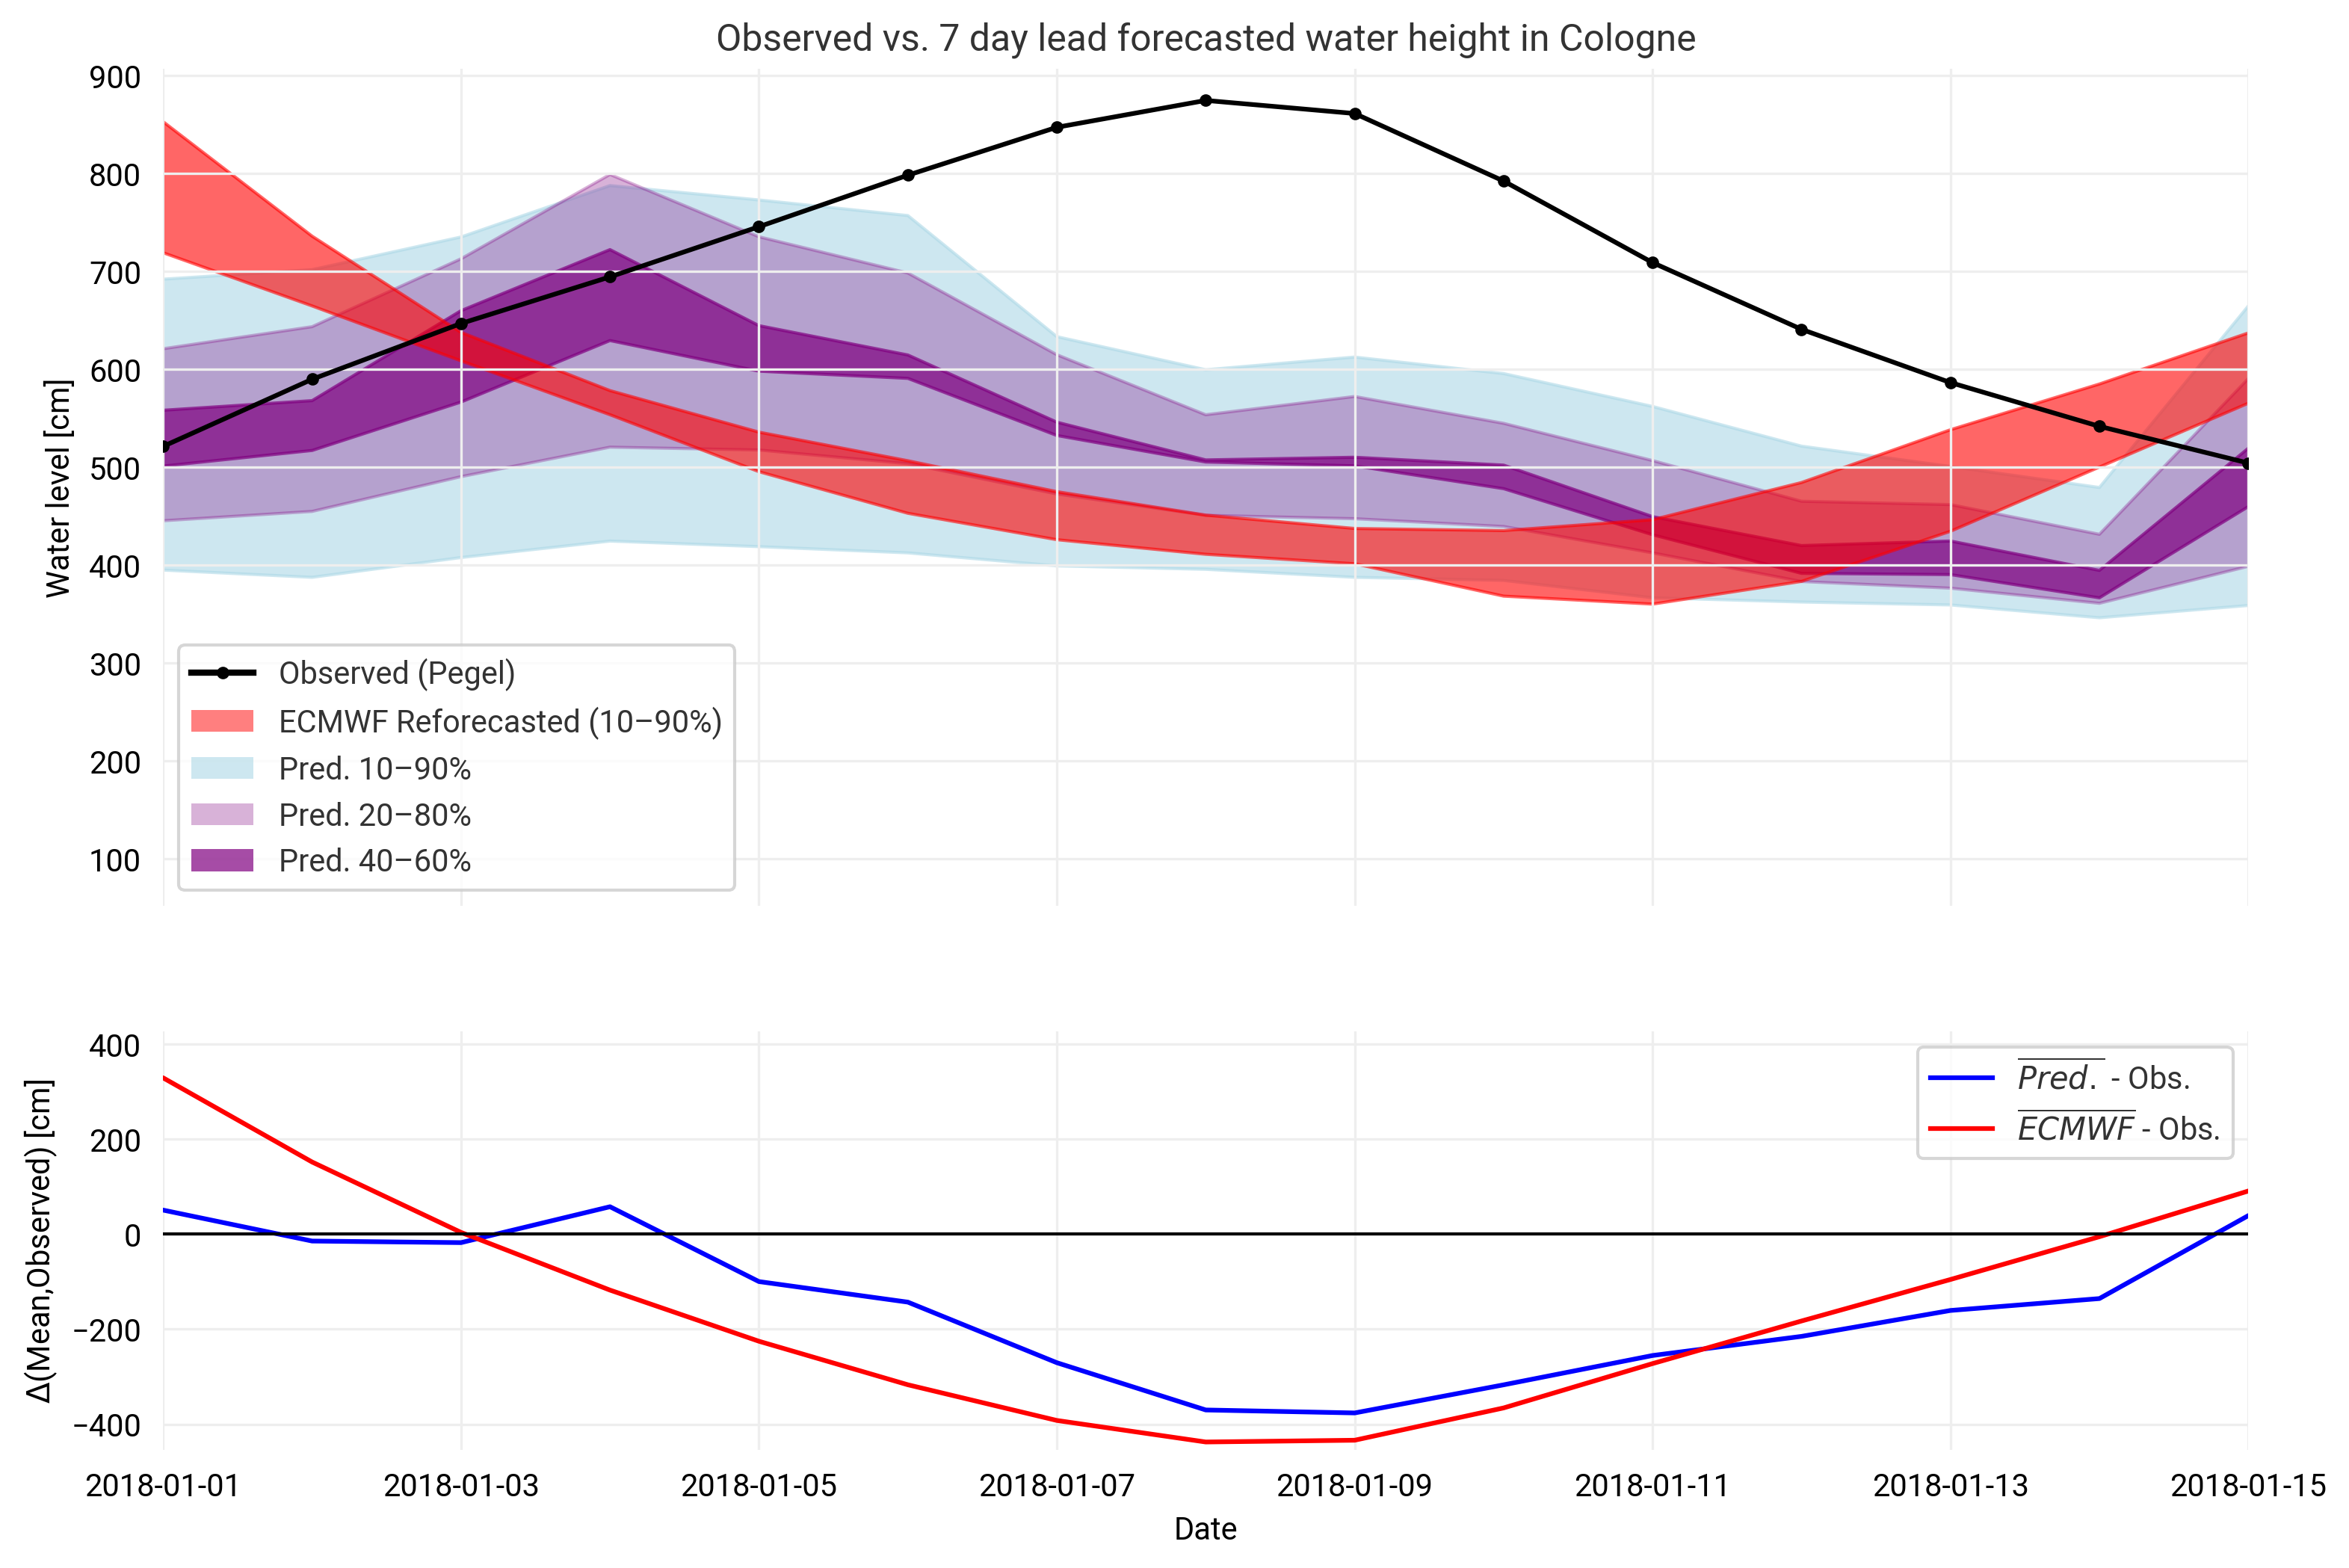 Observed vs. 7 day lead forecasted water height in Cologne
900
800
700
600
500
400
300
200
100
Water level [cm]
Observed (Pegel)
ECMWF Reforecasted (10–90%)
Pred. 10–90%
Pred. 20–80%
Pred. 40–60%
400
200
0
−200
−400
Δ(Mean,Observed) [cm]
Pred. - Obs.
ECMWF - Obs.
2018-01-01 2018-01-03 2018-01-05 2018-01-07 2018-01-09 2018-01-11 2018-01-13 2018-01-15
Date